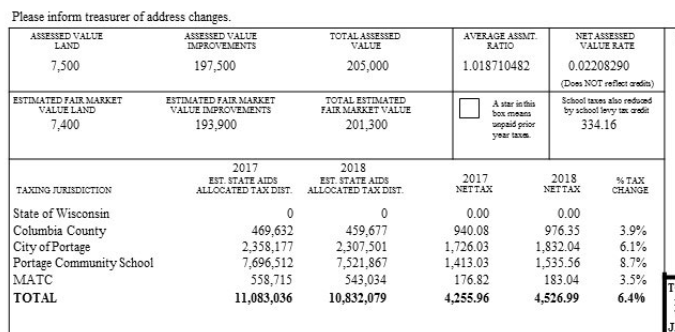 Please inform treasurer of address changes.
ASSESSED VALUE LAND
7,500
ASSESSED VALUE IMPROVEMENTS
197,500
TOTAL ASSESSED VALUE
205,000
AVERAGE ASSMT. RATIO
1.018710482
NET ASSESSED VALUE RATE
0.02208290
(Does NOT reflect credits)
ESTIMATED FAIR MARKET VALUE LAND
7,400
ESTIMATED FAIR MARKET VALUE IMPROVEMENTS
193,900
TOTAL ESTIMATED FAIR MARKET VALUE
201,300
A star in this box means unpaid prior year taxes.
School taxes also reduced by school levy tax credit
334.16
TAXING JURISDICTION 2017 EST. STATE AIDS ALLOCATED TAX DIST. 2018 EST. STATE AIDS ALLOCATED TAX DIST. 2017 NET TAX 2018 NET TAX % TAX CHANGE
State of Wisconsin 0 0 0.00 0.00
Columbia County 469,632 459,677 940.08 976.35 3.9%
City of Portage 2,358,177 2,307,501 1,726.03 1,832.04 6.1%
Portage Community School 7,696,512 7,521,867 1,413.03 1,535.56 8.7%
MATC 558,715 543,034 176.82 183.04 3.5%
TOTAL 11,083,036 10,832,079 4,255.96 4,526.99 6.4%